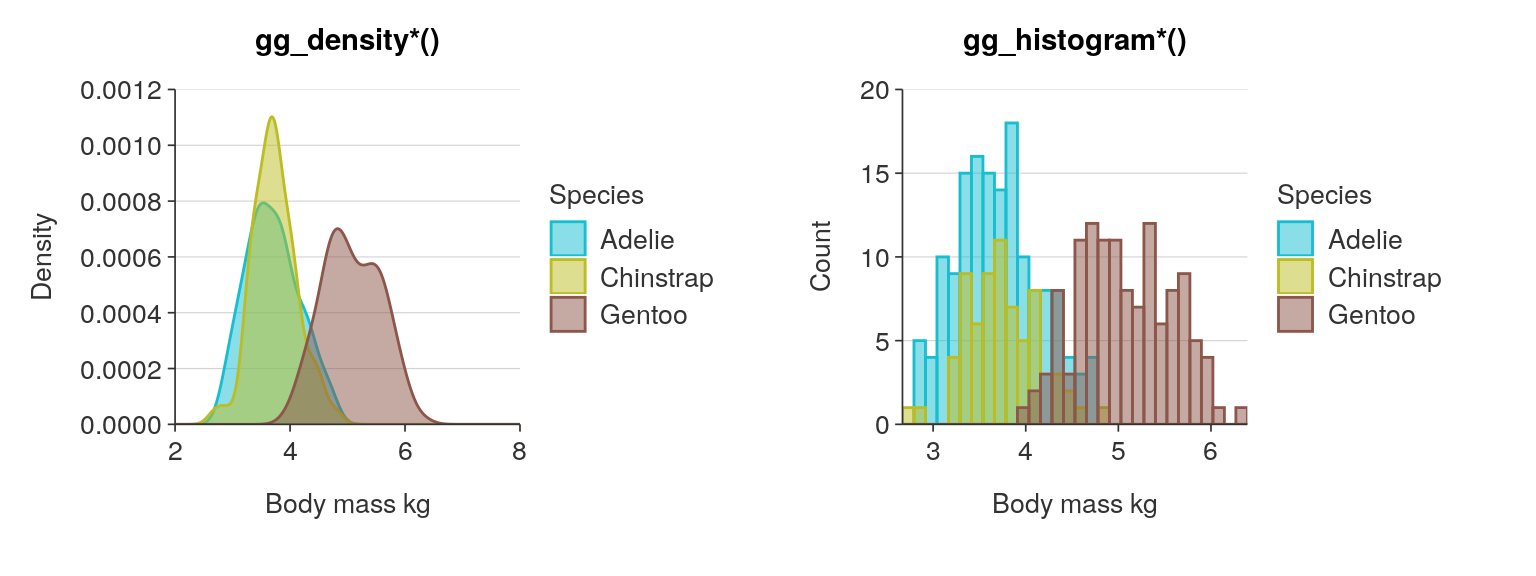 gg_density*()
0.0012
0.0010
0.0008
0.0006
0.0004
0.0002
0.0000
Density
2 4 6 8
Body mass kg
Species
Adelie
Chinstrap
Gentoo
gg_histogram*()
20
15
10
5
0
Count
3 4 5 6
Body mass kg
Species
Adelie
Chinstrap
Gentoo